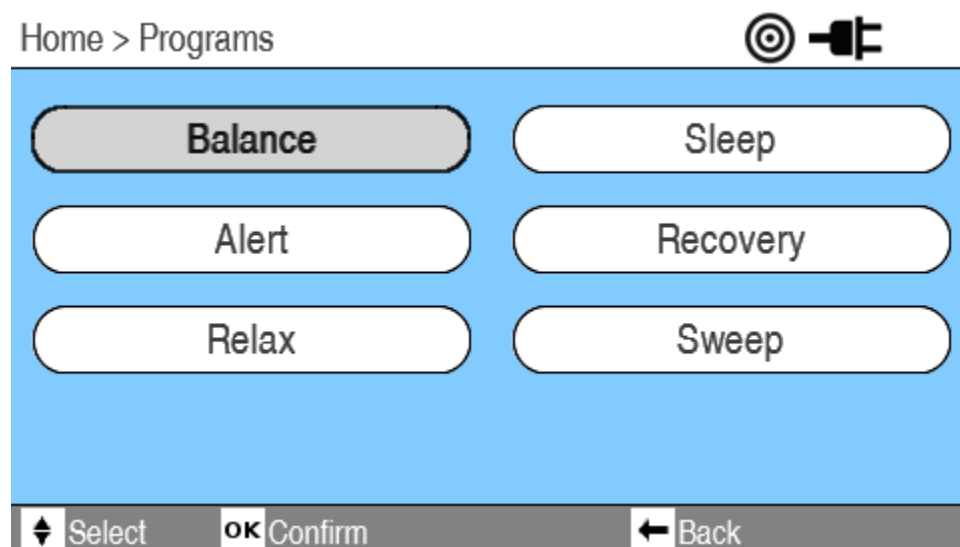 Home > Programs
Balance
Sleep
Alert
Recovery
Relax
Sweep
Select OK Confirm Back